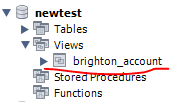 newtest
Tables
Views
brighton_account
Stored Procedures
Functions